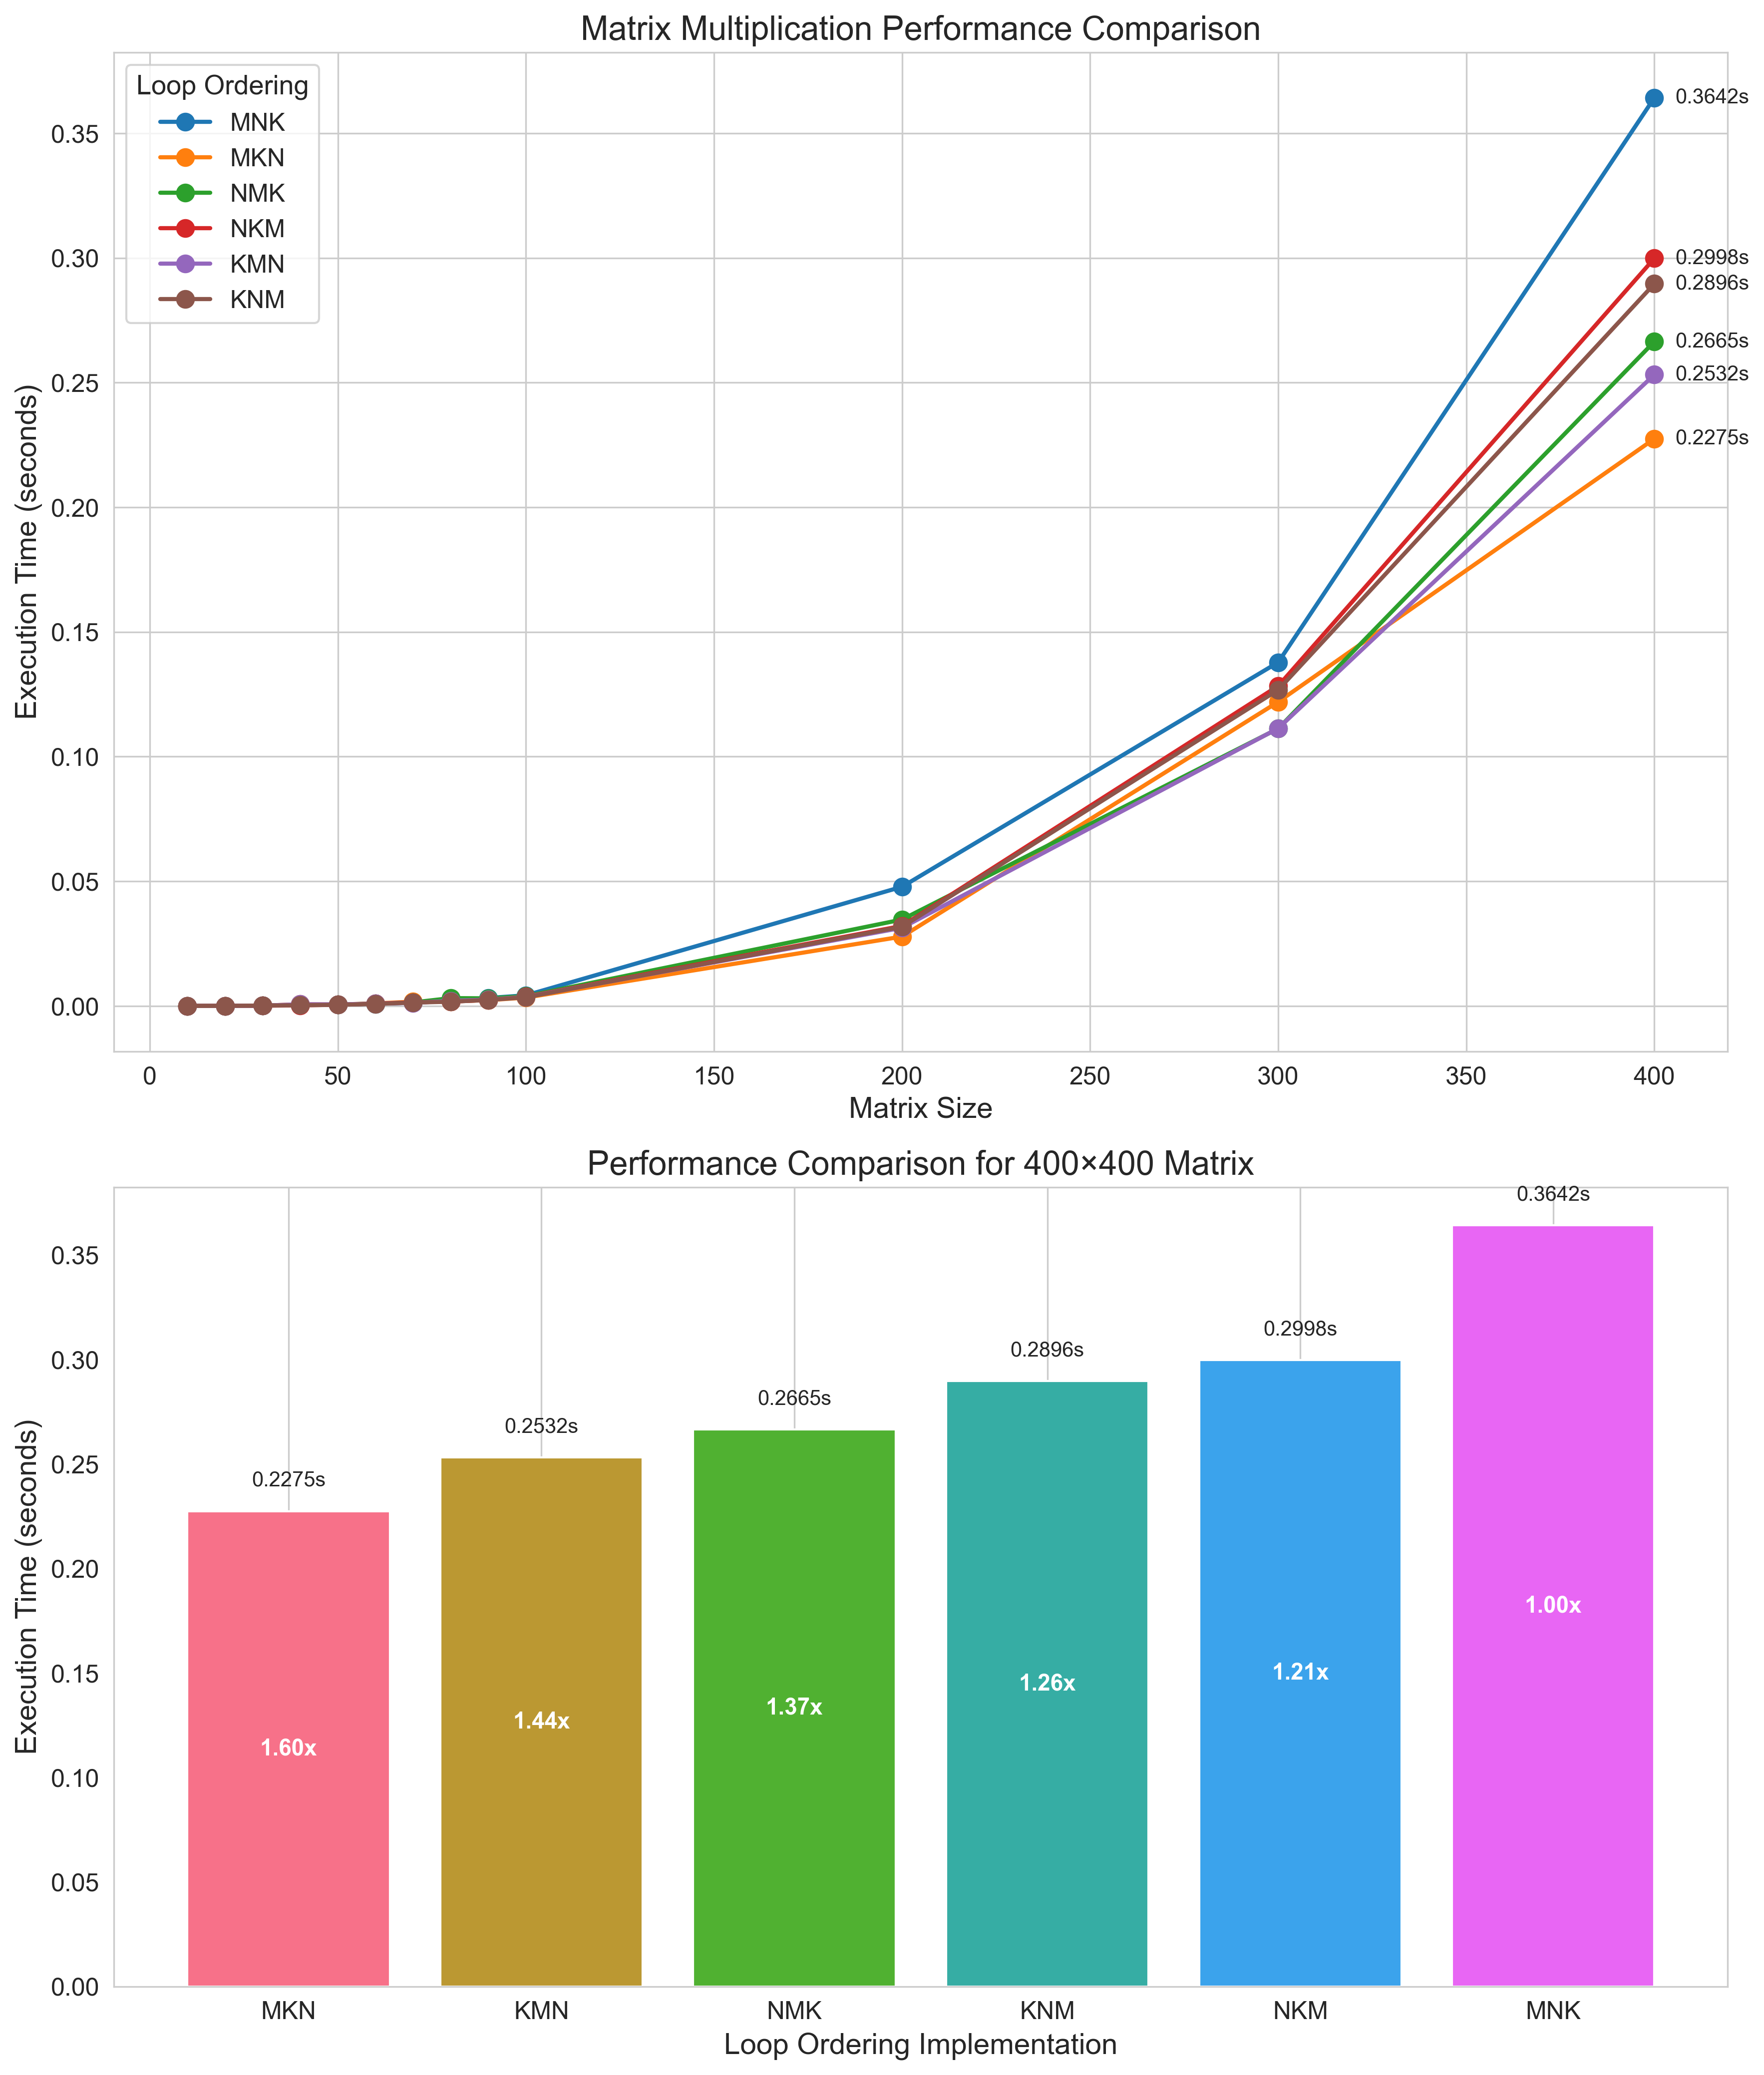 Matrix Multiplication Performance Comparison
Loop Ordering
MNK
MKN
NMK
NKM
KMN
KNM
0.3642s
0.2998s
0.2896s
0.2665s
0.2532s
0.2275s
0.35
0.30
0.25
0.20
0.15
0.10
0.05
0.00
Execution Time (seconds)
0 50 100 150 200 250 300 350 400
Matrix Size
Performance Comparison for 400×400 Matrix
0.35
0.30
0.25
0.20
0.15
0.10
0.05
0.00
Execution Time (seconds)
0.2275s
0.2532s
0.2665s
0.2896s
0.2998s
0.3642s
1.60x
1.44x
1.37x
1.26x
1.21x
1.00x
MKN KMN NMK KNM NKM MNK
Loop Ordering Implementation